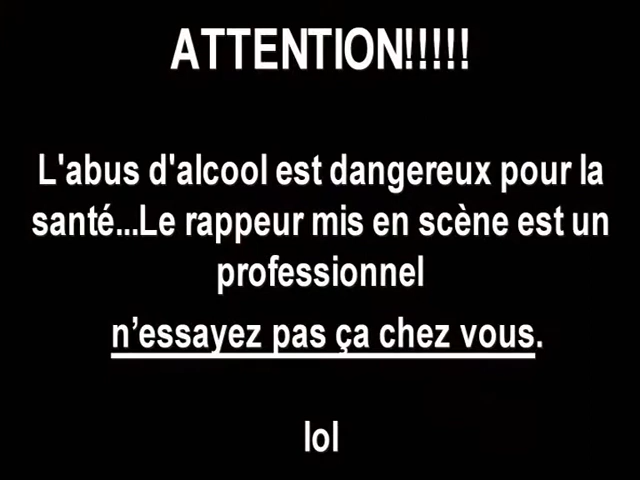 ATTENTION!!!!!
L'abus d'alcool est dangereux pour la
santé...Le rappeur mis en scène est un
professionnel
n’essayez pas ça chez vous.
lol